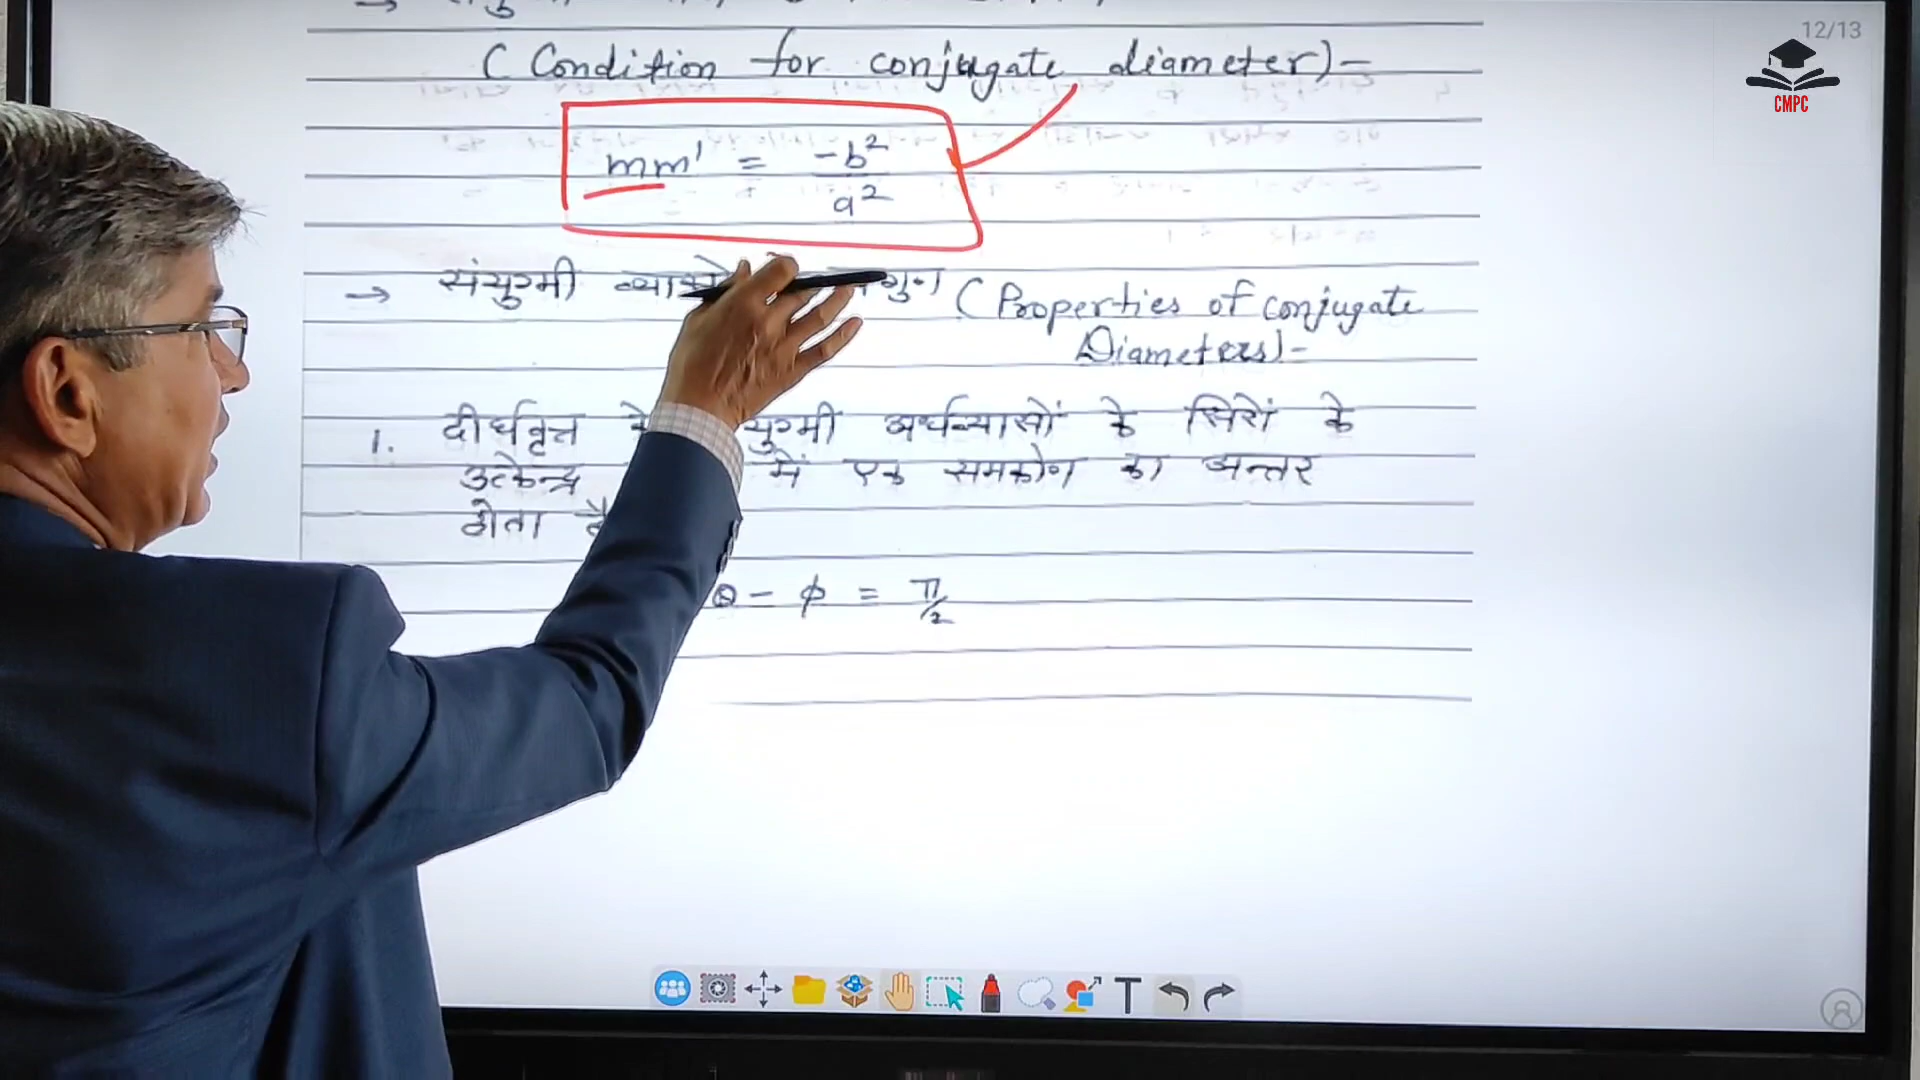 12/13
CMPC
( Condition for conjugate diameter)-
mm' = -b²/a²
→ संयुग्मी ( Properties of conjugate
Diameters)-
1. दीर्घवृत्त अर्धव्यासों के सिरों के
उत्केन्द्र में एक समकोण का अन्तर
होता
θ - φ = π/2